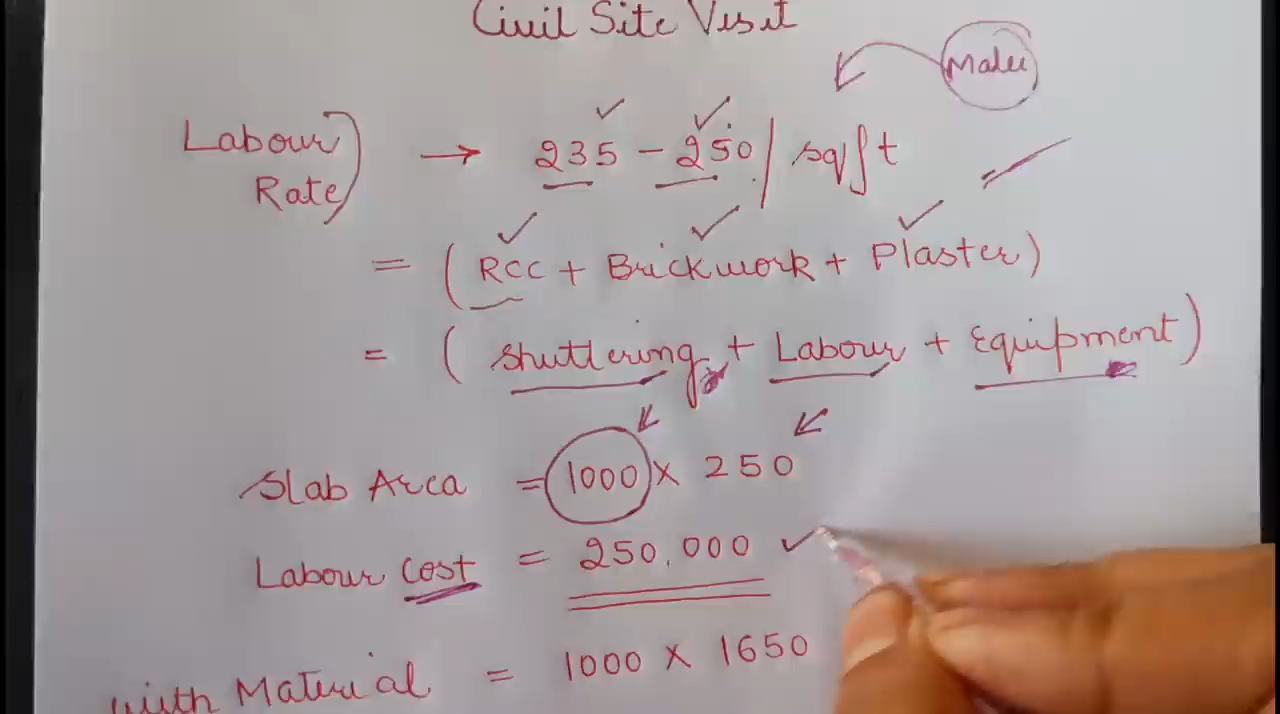 Civil Site Visit
Labour Rate → 235 - 250 / sqft
= (RCC + Brickwork + Plaster)
= (Shuttering + Labour + Equipment)
Slab Area = 1000 x 250
Labour Cost = 250,000
with Material = 1000 x 1650